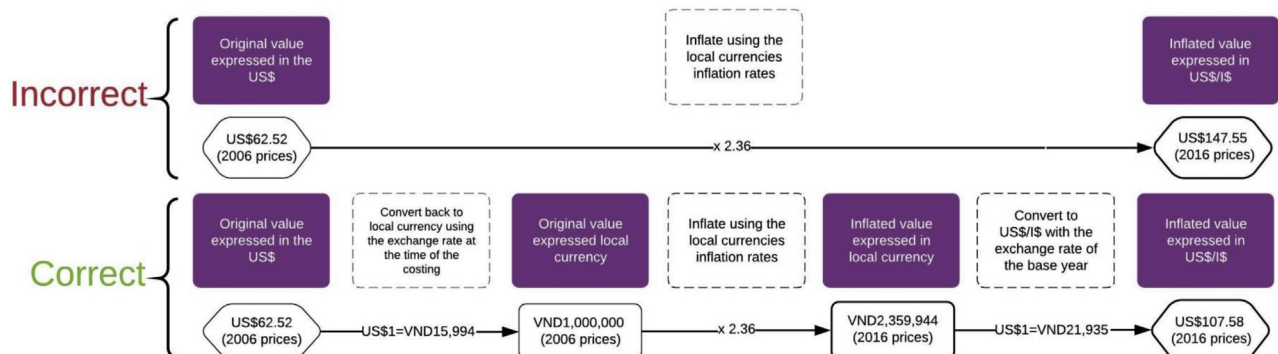 Incorrect
Original value
expressed in the
US$
Inflate using the
local currencies
inflation rates
Inflated value
expressed in
US$/I$
US$62.52
(2006 prices)
x 2.36
US$147.55
(2016 prices)
Correct
Original value
expressed in the
US$
Convert back to
local currency using
the exchange rate at
the time of the
costing
Original value
expressed local
currency
Inflate using the
local currencies
inflation rates
Inflated value
expressed in
local currency
Convert to
US$/I$ with the
exchange rate of
the base year
Inflated value
expressed in
US$/I$
US$62.52
(2006 prices)
US$1=VND15,994
VND1,000,000
(2006 prices)
x 2.36
VND2,359,944
(2016 prices)
US$1=VND21,935
US$107.58
(2016 prices)